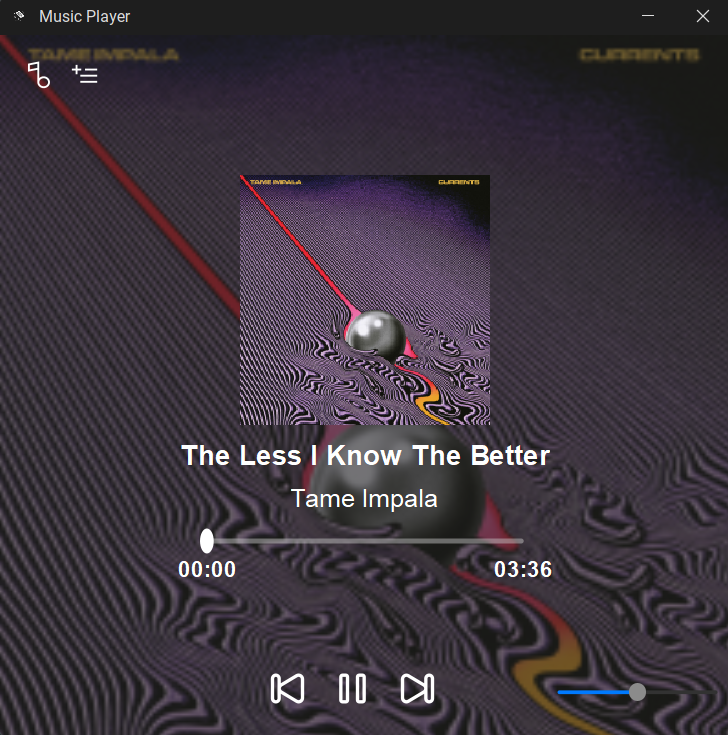 Music Player
TAME IMPALA
CURRENTS
TAME IMPALA
CURRENTS
The Less I Know The Better
Tame Impala
00:00
03:36